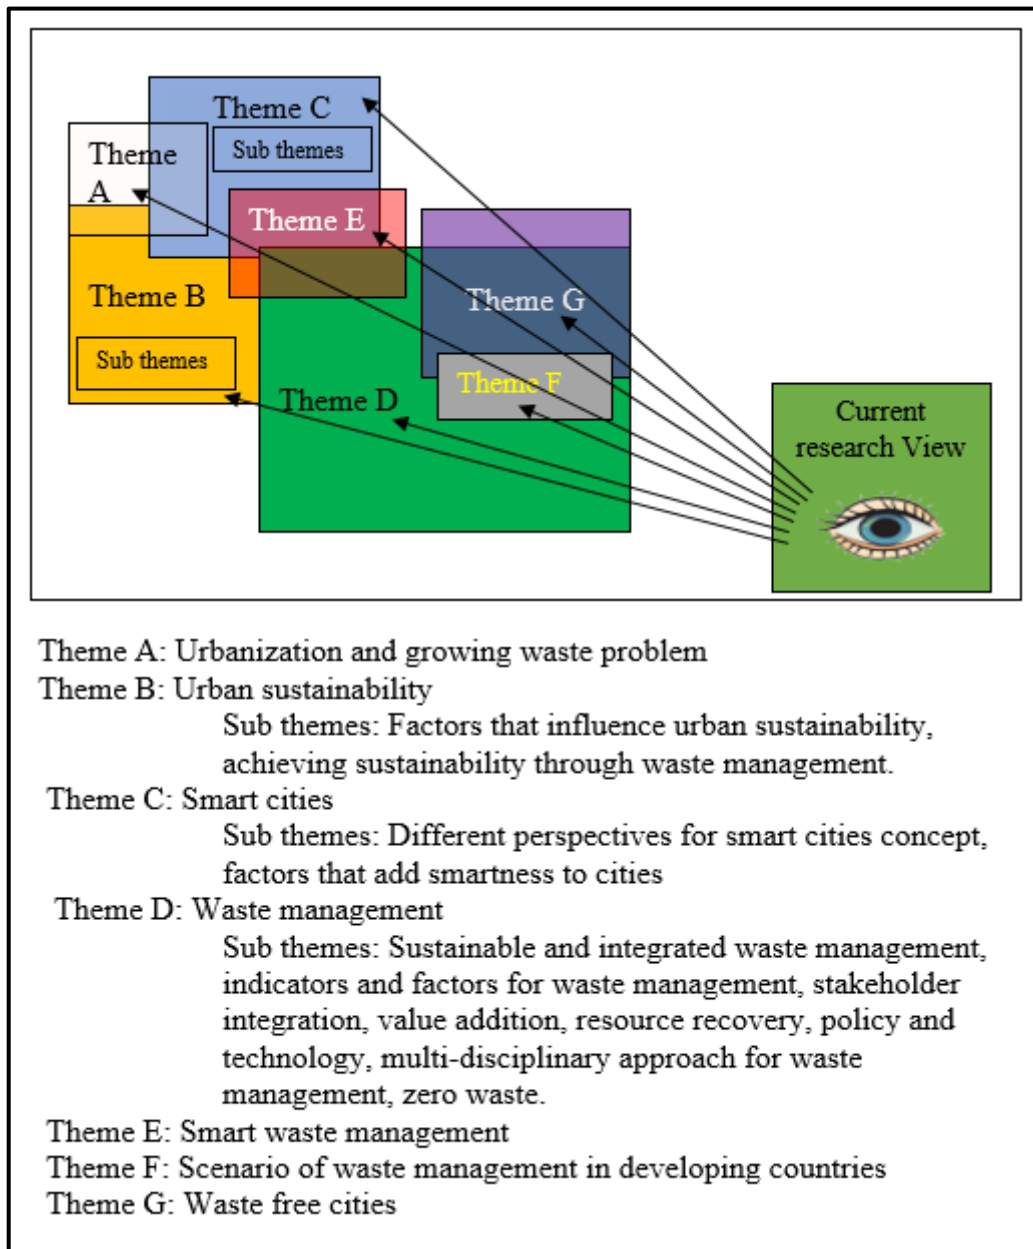 Theme C
Sub themes
Theme
A
Theme E
Theme B
Theme G
Sub themes
Theme F
Theme D
Current
research View
Theme A: Urbanization and growing waste problem
Theme B: Urban sustainability
Sub themes: Factors that influence urban sustainability,
achieving sustainability through waste management.
Theme C: Smart cities
Sub themes: Different perspectives for smart cities concept,
factors that add smartness to cities
Theme D: Waste management
Sub themes: Sustainable and integrated waste management,
indicators and factors for waste management, stakeholder
integration, value addition, resource recovery, policy and
technology, multi-disciplinary approach for waste
management, zero waste.
Theme E: Smart waste management
Theme F: Scenario of waste management in developing countries
Theme G: Waste free cities